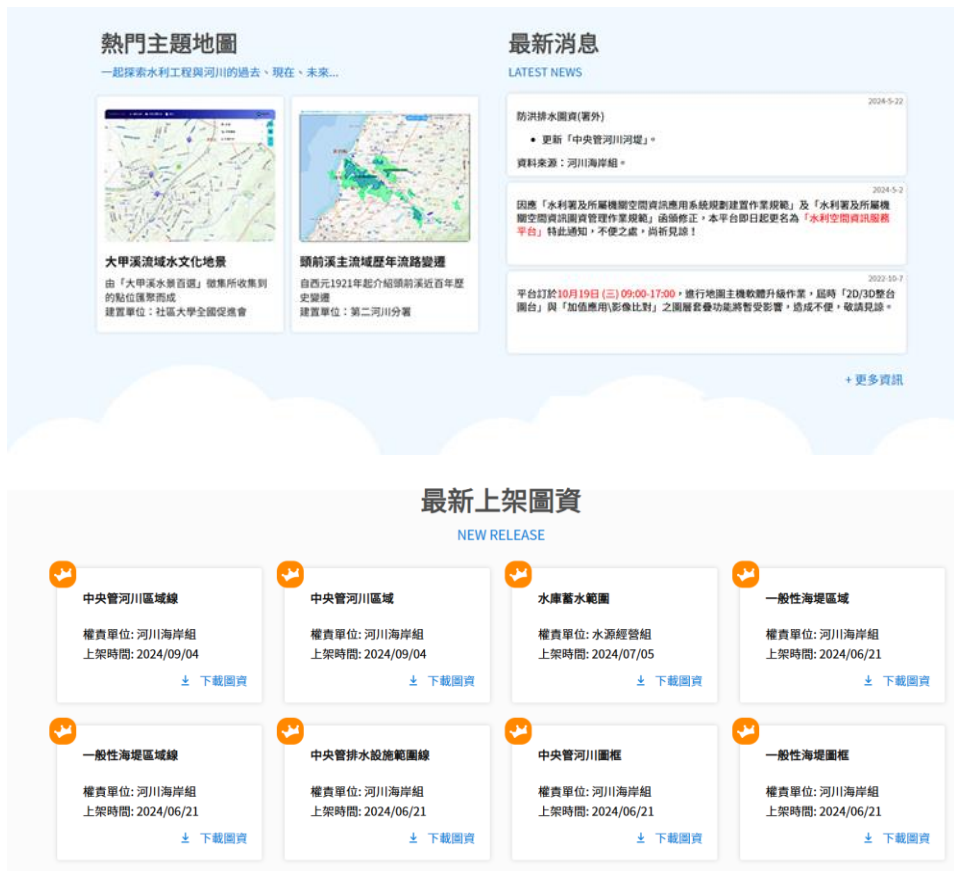 熱門主題地圖
一起探索水利工程與河川的過去、現在、未來...
大甲溪流域水文化地景
由「大甲溪水景百選」徵集所收集到
的點位匯聚而成
建置單位：社區大學全國促進會
頭前溪主流域歷年流路變遷
自西元1921年起介紹頭前溪近百年歷
史變遷
建置單位：第二河川分署
最新消息
LATEST NEWS
2024-5-22
防洪排水圖資(署外)
• 更新「中央管河川河堤」。
資料來源：河川海岸組。
2024-5-2
因應「水利署及所屬機關空間資訊應用系統規劃建置作業規範」及「水利署及所屬機
關空間資訊圖資管理作業規範」函頒修正，本平台即日起更名為「水利空間資訊服務
平台」特此通知，不便之處，尚祈見諒！
2022-10-7
平台訂於10月19日 (三) 09:00-17:00，進行地圖主機軟體升級作業，屆時「2D/3D整合
圖台」與「加值應用\影像比對」之圖層套疊功能將暫受影響，造成不便，敬請見諒。
+ 更多資訊
最新上架圖資
NEW RELEASE
中央管河川區域線
權責單位: 河川海岸組
上架時間: 2024/09/04
下載圖資
中央管河川區域
權責單位: 河川海岸組
上架時間: 2024/09/04
下載圖資
水庫蓄水範圍
權責單位: 水源經營組
上架時間: 2024/07/05
下載圖資
一般性海堤區域
權責單位: 河川海岸組
上架時間: 2024/06/21
下載圖資
一般性海堤區域線
權責單位: 河川海岸組
上架時間: 2024/06/21
下載圖資
中央管排水設施範圍線
權責單位: 河川海岸組
上架時間: 2024/06/21
下載圖資
中央管河川圖框
權責單位: 河川海岸組
上架時間: 2024/06/21
下載圖資
一般性海堤圖框
權責單位: 河川海岸組
上架時間: 2024/06/21
下載圖資